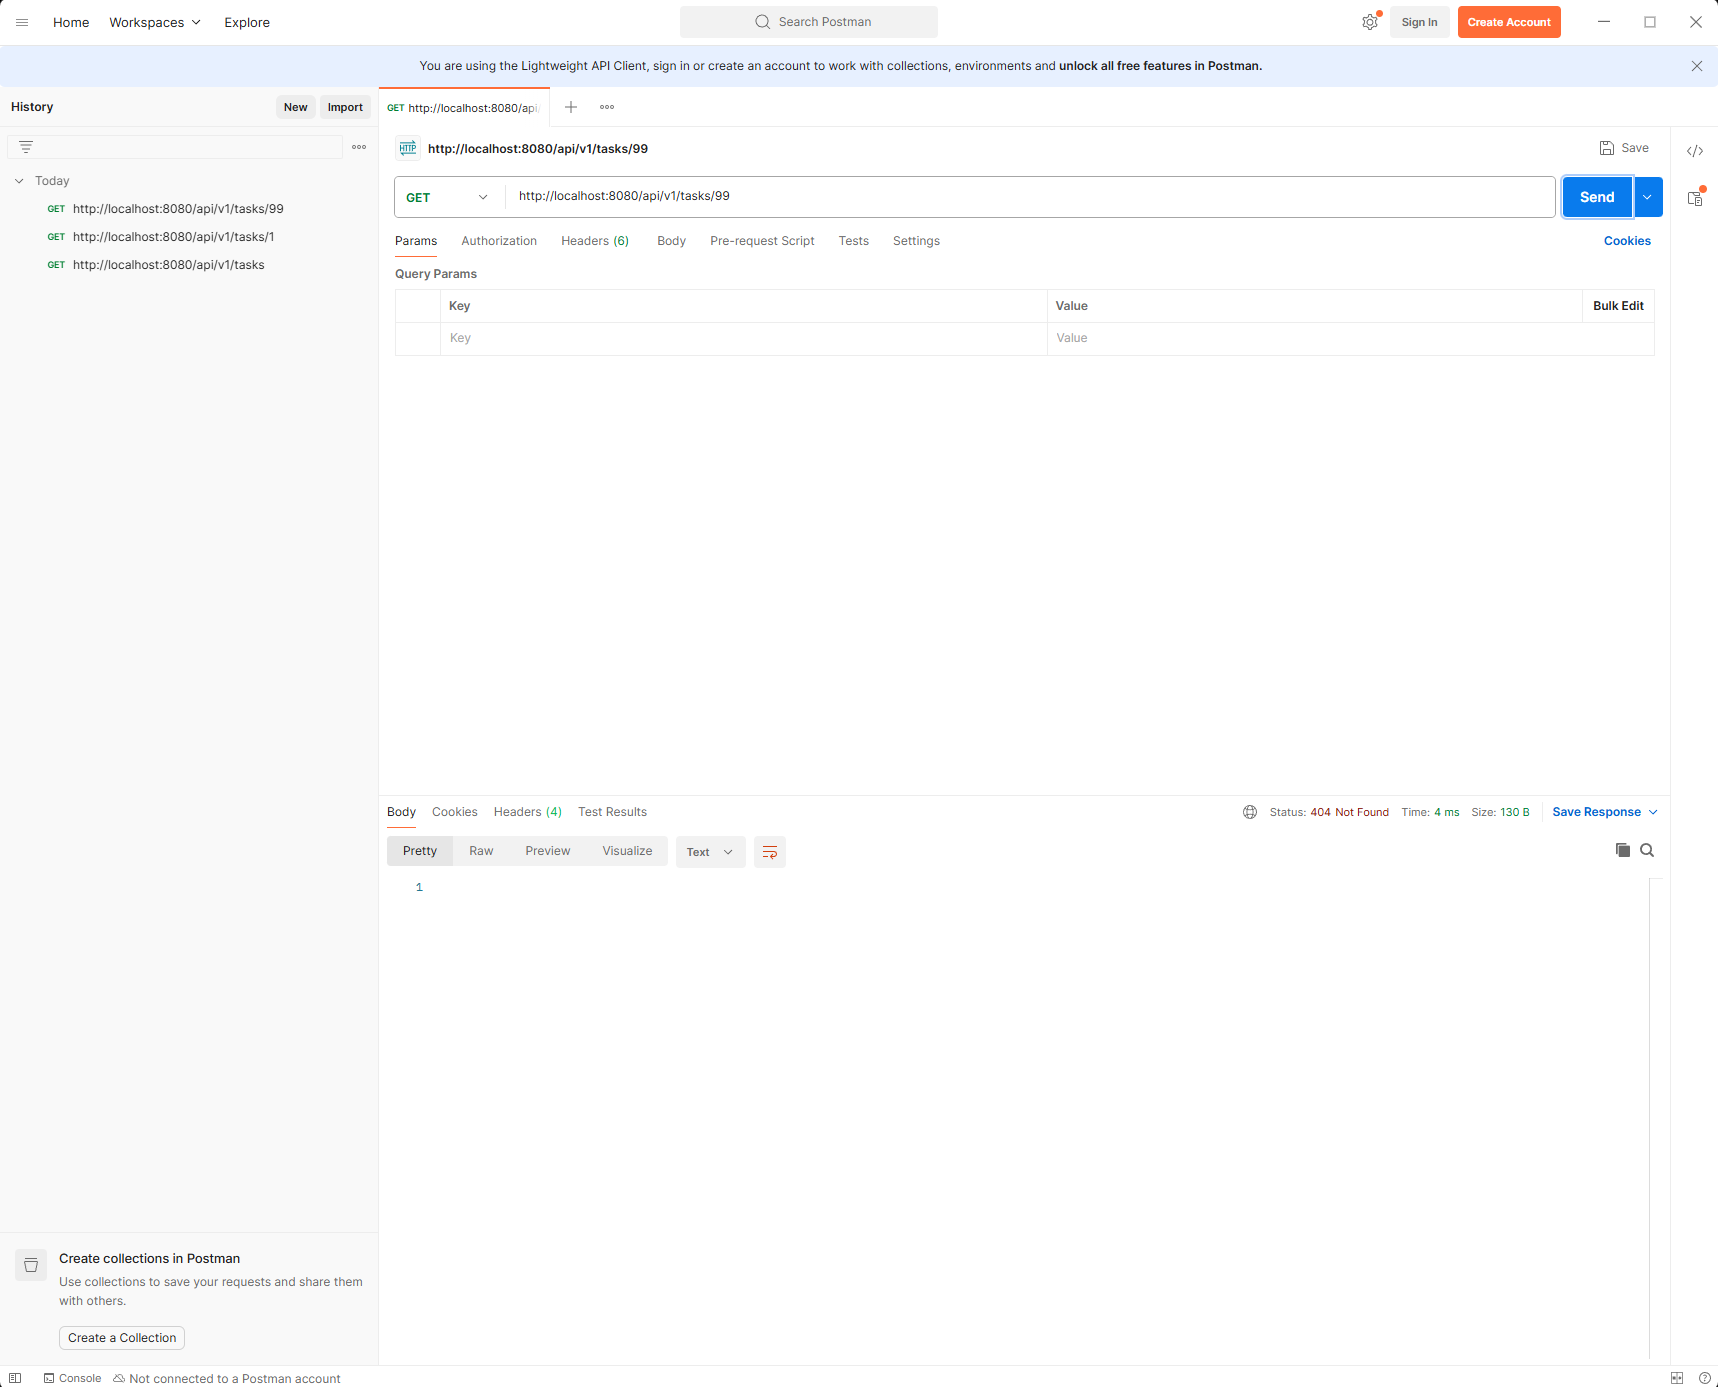 Home Workspaces Explore Search Postman Sign In Create Account
You are using the Lightweight API Client, sign in or create an account to work with collections, environments and unlock all free features in Postman.
History New Import
GET http://localhost:8080/api/
Today
GET http://localhost:8080/api/v1/tasks/99
GET http://localhost:8080/api/v1/tasks/1
GET http://localhost:8080/api/v1/tasks
HTTP http://localhost:8080/api/v1/tasks/99 Save
GET http://localhost:8080/api/v1/tasks/99 Send
Params Authorization Headers (6) Body Pre-request Script Tests Settings Cookies
Query Params
Key Value Bulk Edit
Key Value
Body Cookies Headers (4) Test Results Status: 404 Not Found Time: 4 ms Size: 130 B Save Response
Pretty Raw Preview Visualize Text
1
Create collections in Postman
Use collections to save your requests and share them
with others.
Create a Collection
Console Not connected to a Postman account